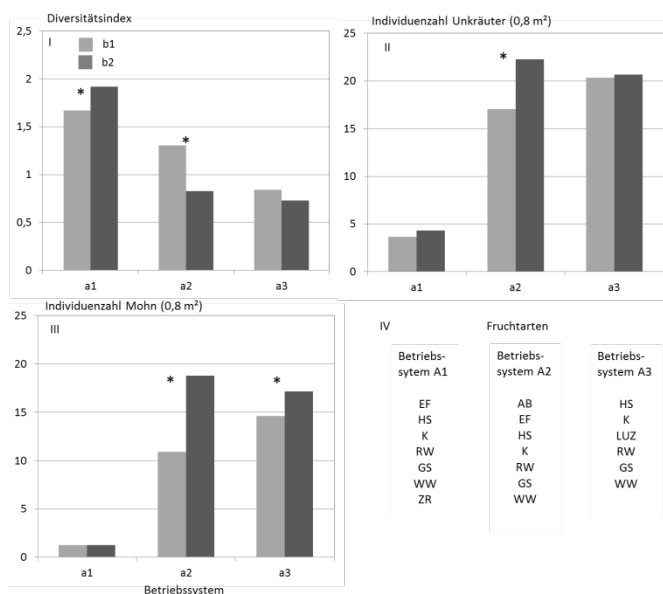 Diversitätsindex
2,5
I
b1
b2
2
*
*
1,5
1
0,5
0
a1
a2
a3
Individuenzahl Unkräuter (0,8 m²)
25
II
*
20
15
10
5
0
a1
a2
a3
Individuenzahl Mohn (0,8 m²)
25
III
20
*
*
15
10
5
0
a1
a2
a3
Betriebssystem
IV
Fruchtarten
Betriebs-
sytem A1
EF
HS
K
RW
GS
WW
ZR
Betriebs-
system A2
AB
EF
HS
K
RW
GS
WW
Betriebs-
system A3
HS
K
LUZ
RW
GS
WW